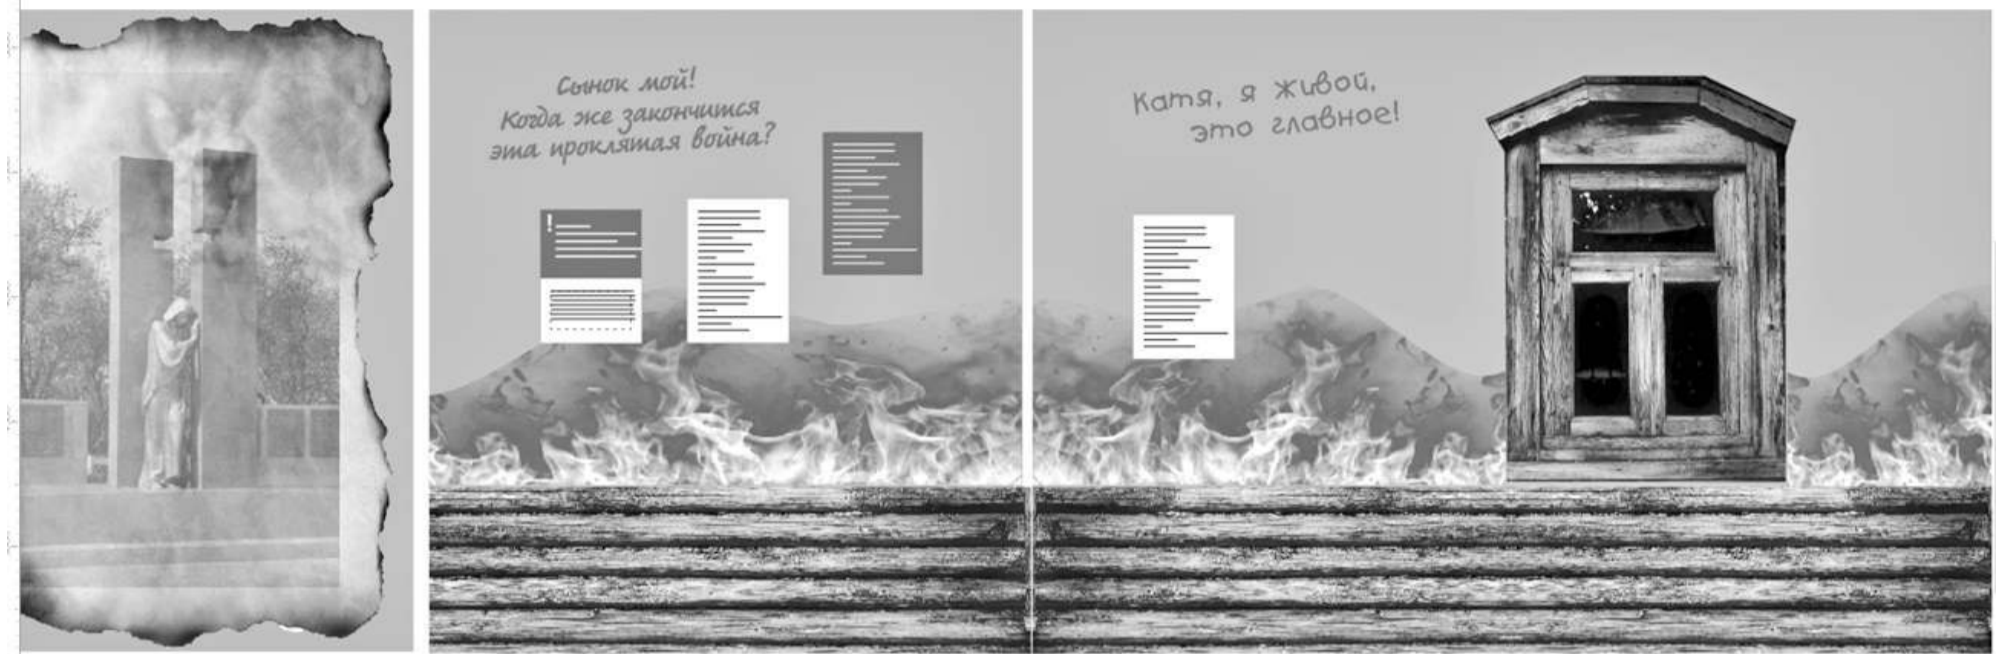 Сынок мой!
Когда же закончится
эта проклятая война?
!
Катя, я живой,
это главное!